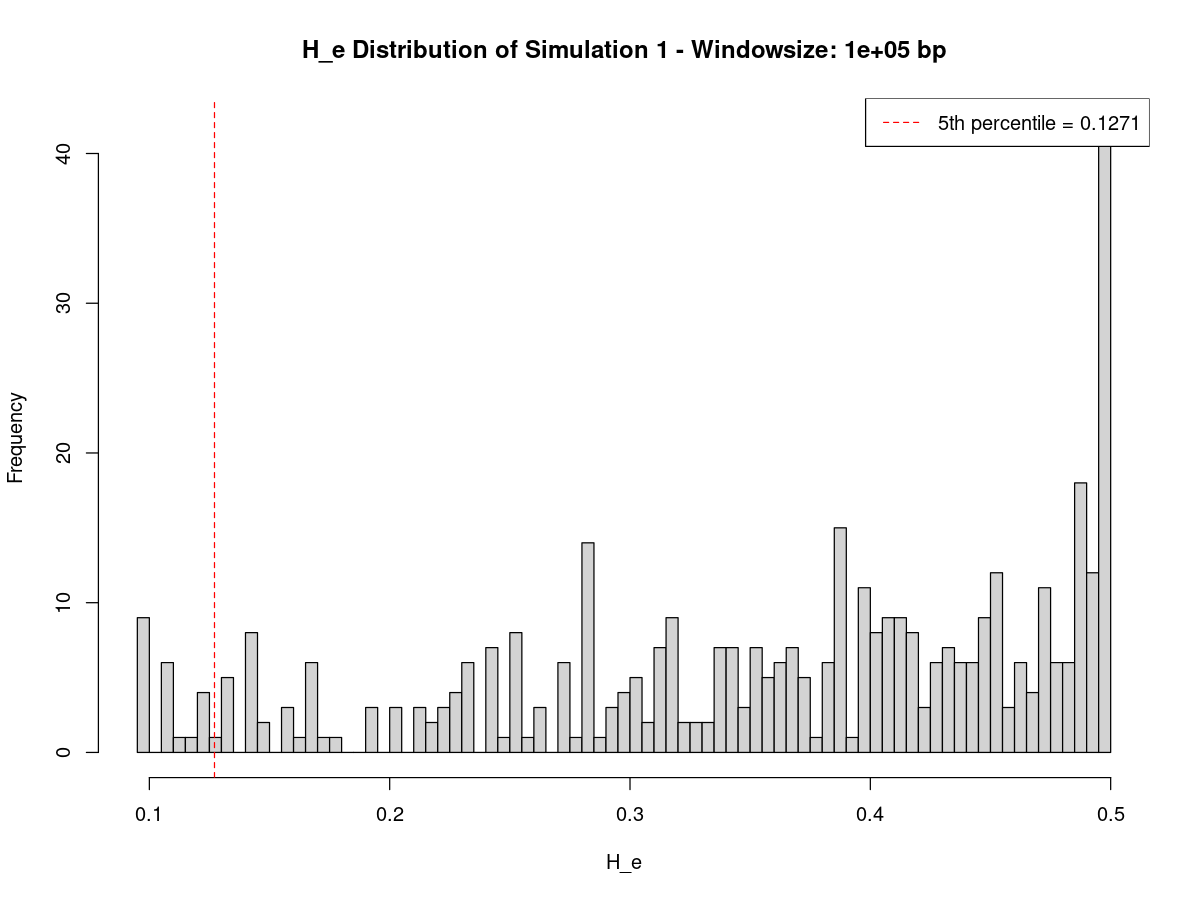 H_e Distribution of Simulation 1 - Windowsize: 1e+05 bp
5th percentile = 0.1271
40
30
20
10
0
Frequency
0.1 0.2 0.3 0.4 0.5
H_e